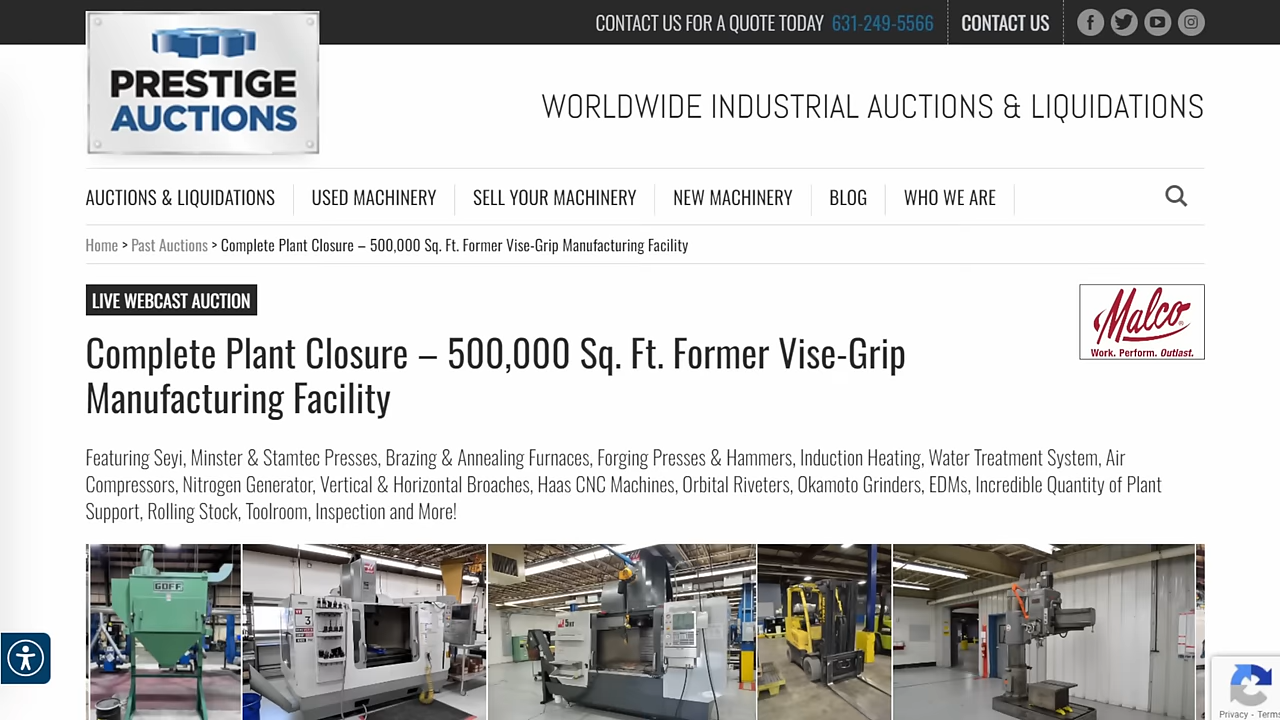 CONTACT US FOR A QUOTE TODAY 631-249-5566 CONTACT US
PRESTIGE
AUCTIONS
WORLDWIDE INDUSTRIAL AUCTIONS & LIQUIDATIONS
AUCTIONS & LIQUIDATIONS USED MACHINERY SELL YOUR MACHINERY NEW MACHINERY BLOG WHO WE ARE
Home > Past Auctions > Complete Plant Closure – 500,000 Sq. Ft. Former Vise-Grip Manufacturing Facility
LIVE WEBCAST AUCTION
Malco®
Work. Perform. Outlast.
Complete Plant Closure – 500,000 Sq. Ft. Former Vise-Grip
Manufacturing Facility
Featuring Seyi, Minster & Stamtec Presses, Brazing & Annealing Furnaces, Forging Presses & Hammers, Induction Heating, Water Treatment System, Air
Compressors, Nitrogen Generator, Vertical & Horizontal Broaches, Haas CNC Machines, Orbital Riveters, Okamoto Grinders, EDMs, Incredible Quantity of Plant
Support, Rolling Stock, Toolroom, Inspection and More!
GOFF
3
Privacy - Terms